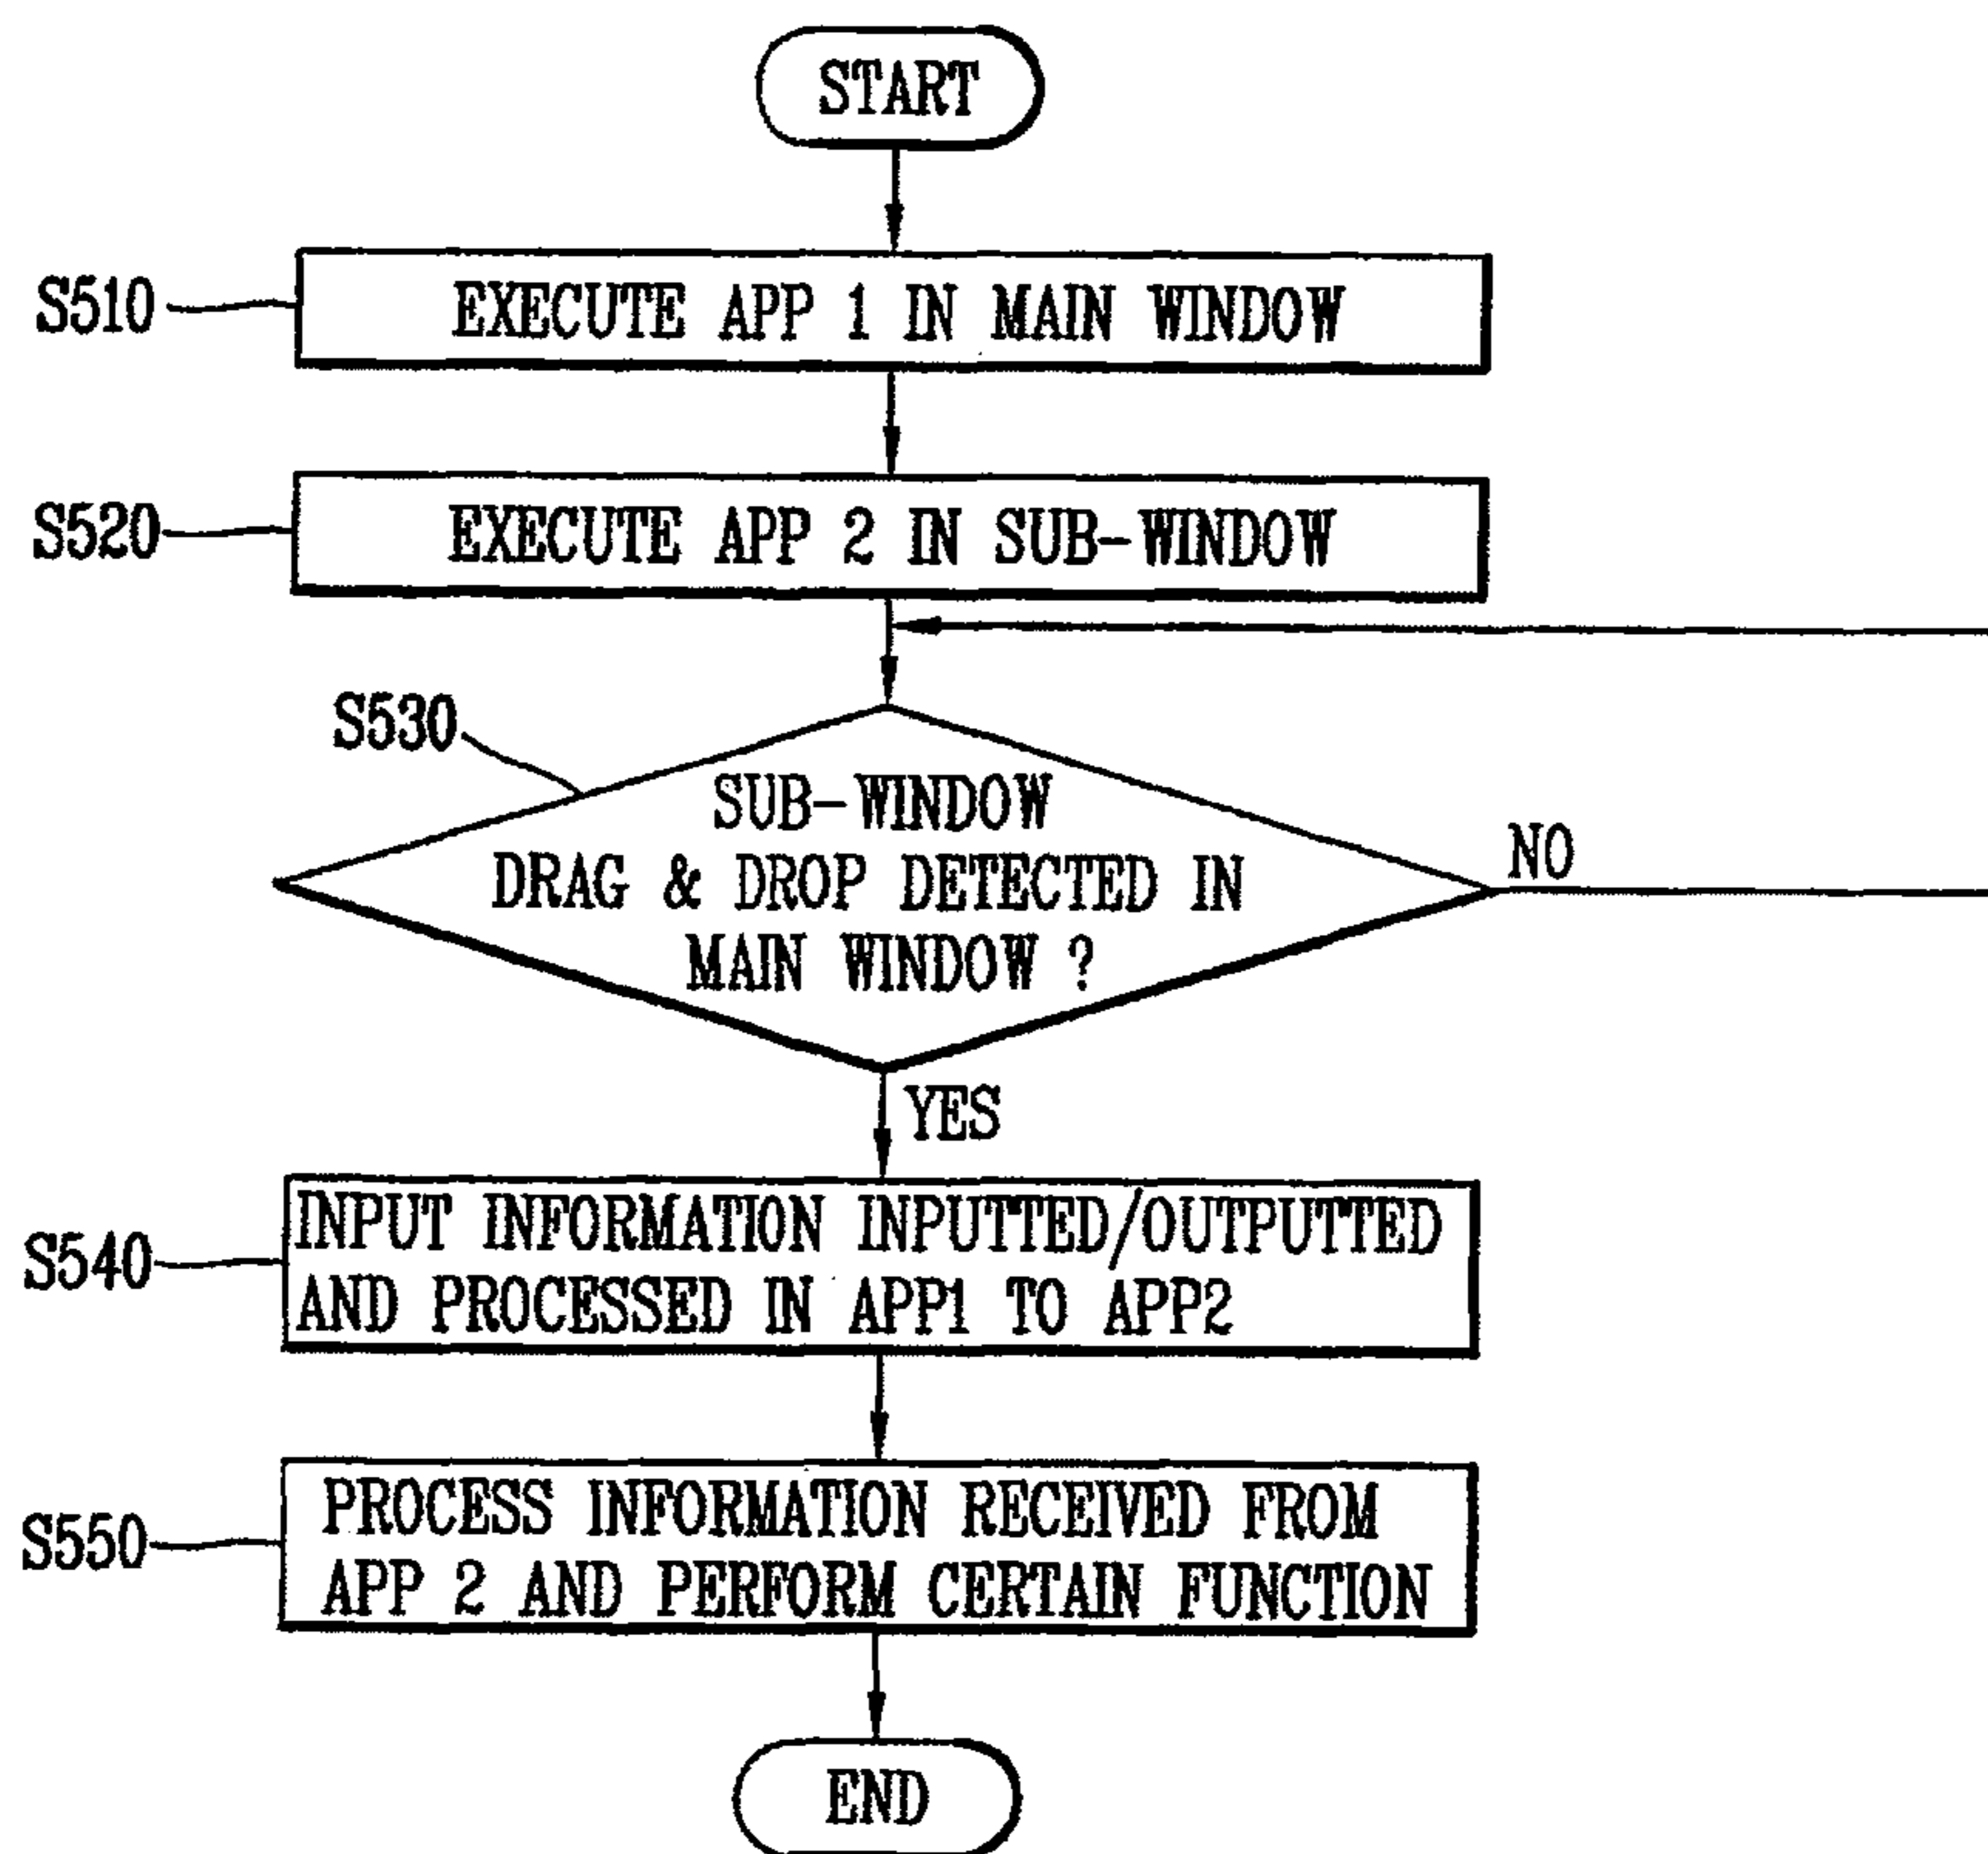 START
S510
EXECUTE APP 1 IN MAIN WINDOW
S520
EXECUTE APP 2 IN SUB-WINDOW
S530
SUB-WINDOW
DRAG & DROP DETECTED IN
MAIN WINDOW ?
NO
YES
S540
INPUT INFORMATION INPUTTED/OUTPUTTED
AND PROCESSED IN APP1 TO APP2
S550
PROCESS INFORMATION RECEIVED FROM
APP 2 AND PERFORM CERTAIN FUNCTION
END